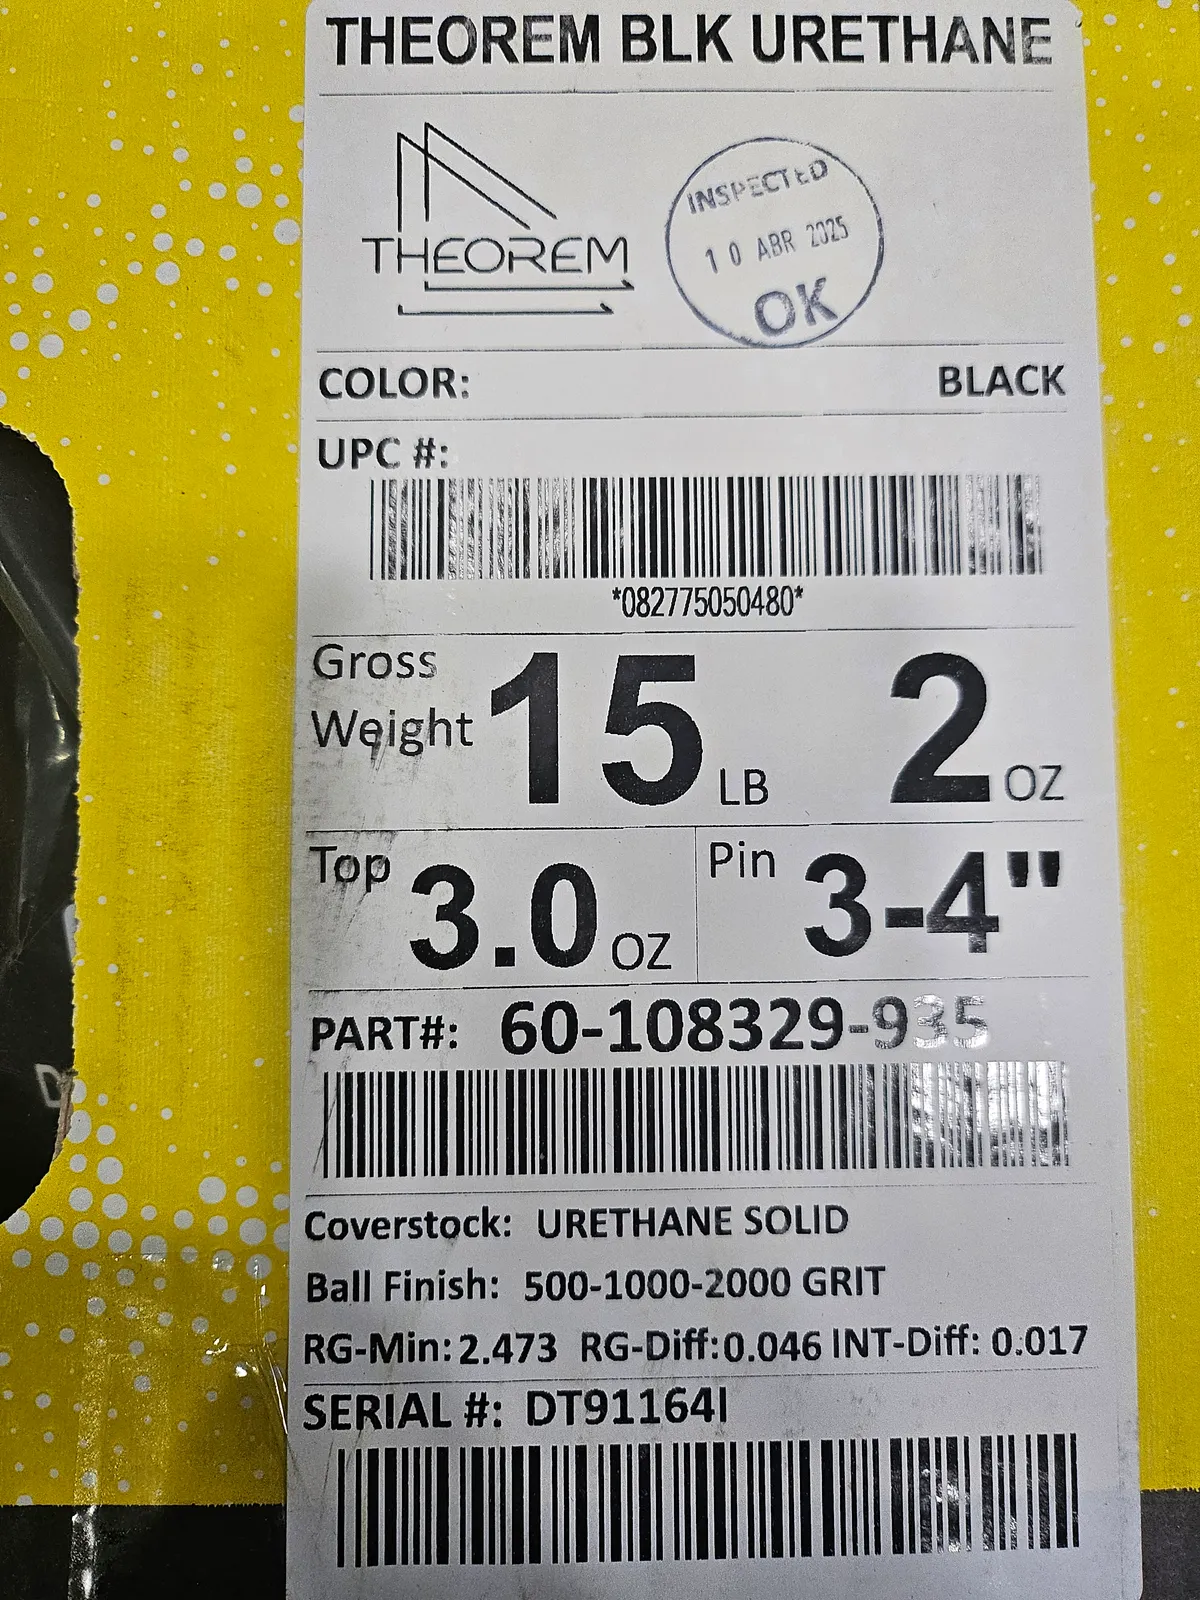 THEOREM BLK URETHANE
THEOREM
INSPECTED
10 ABR 2025
OK
COLOR: BLACK
UPC #:
*082775050480*
Gross Weight 15 LB 2 OZ
Top 3.0 OZ Pin 3-4"
PART#: 60-108329-935
Coverstock: URETHANE SOLID
Ball Finish: 500-1000-2000 GRIT
RG-Min: 2.473 RG-Diff: 0.046 INT-Diff: 0.017
SERIAL #: DT91164I